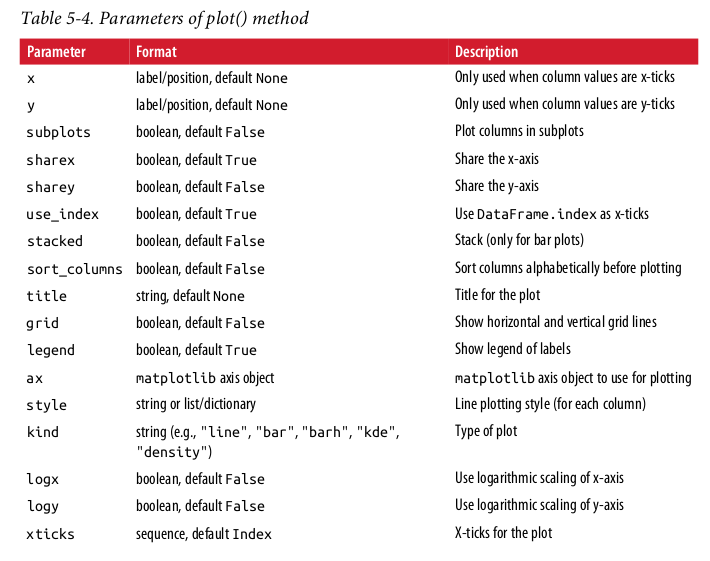 Table 5-4. Parameters of plot() method
Parameter Format Description
x label/position, default None Only used when column values are x-ticks
y label/position, default None Only used when column values are y-ticks
subplots boolean, default False Plot columns in subplots
sharex boolean, default True Share the x-axis
sharey boolean, default False Share the y-axis
use_index boolean, default True Use DataFrame.index as x-ticks
stacked boolean, default False Stack (only for bar plots)
sort_columns boolean, default False Sort columns alphabetically before plotting
title string, default None Title for the plot
grid boolean, default False Show horizontal and vertical grid lines
legend boolean, default True Show legend of labels
ax matplotlib axis object matplotlib axis object to use for plotting
style string or list/dictionary Line plotting style (for each column)
kind string (e.g., "line", "bar", "barh", "kde", Type of plot
"density")
logx boolean, default False Use logarithmic scaling of x-axis
logy boolean, default False Use logarithmic scaling of y-axis
xticks sequence, default Index X-ticks for the plot